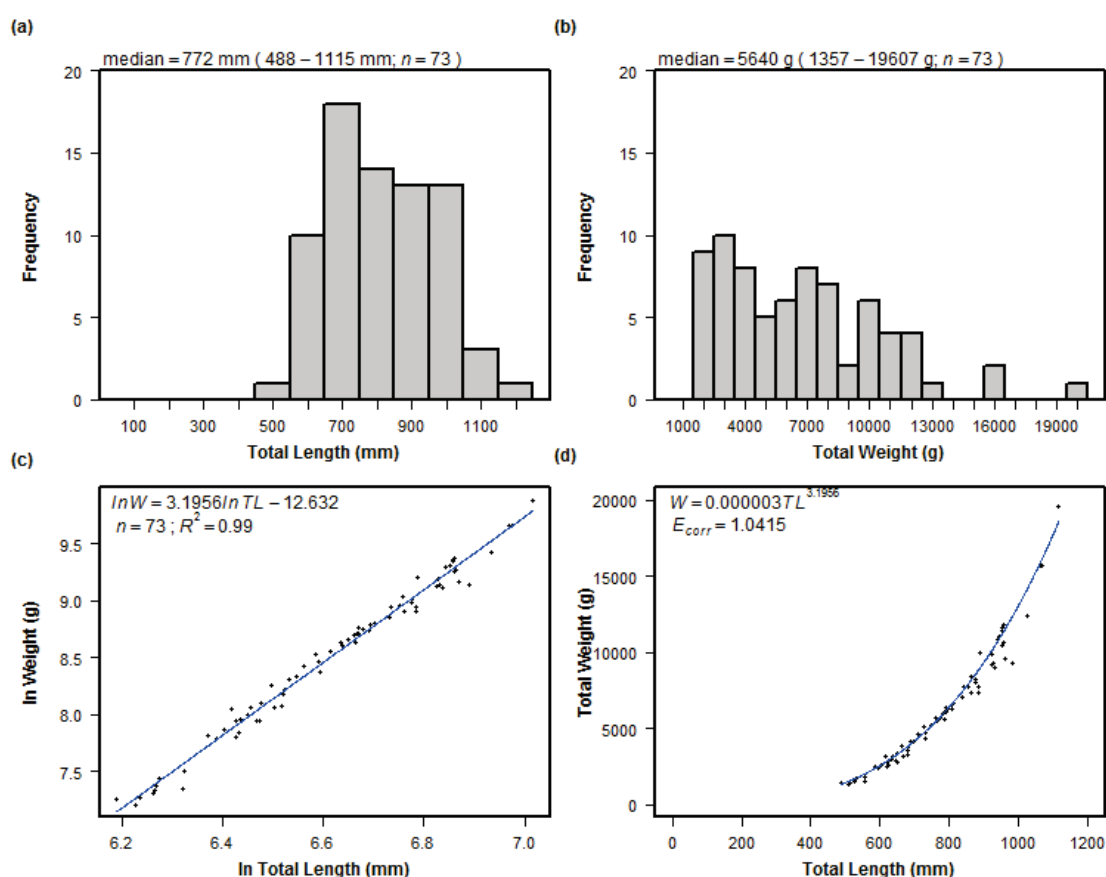 (a)
median = 772 mm ( 488 – 1115 mm; n = 73 )
20
15
10
5
0
Frequency
100 300 500 700 900 1100
Total Length (mm)
(b)
median = 5640 g ( 1357 – 19607 g; n = 73 )
20
15
10
5
0
Frequency
1000 4000 7000 10000 13000 16000 19000
Total Weight (g)
(c)
lnW = 3.1956lnTL – 12.632
n = 73 ; R² = 0.99
9.5
9.0
8.5
8.0
7.5
ln Weight (g)
6.2 6.4 6.6 6.8 7.0
ln Total Length (mm)
(d)
W = 0.000003TL^3.1956
E_corr = 1.0415
20000
15000
10000
5000
0
Total Weight (g)
0 200 400 600 800 1000 1200
Total Length (mm)